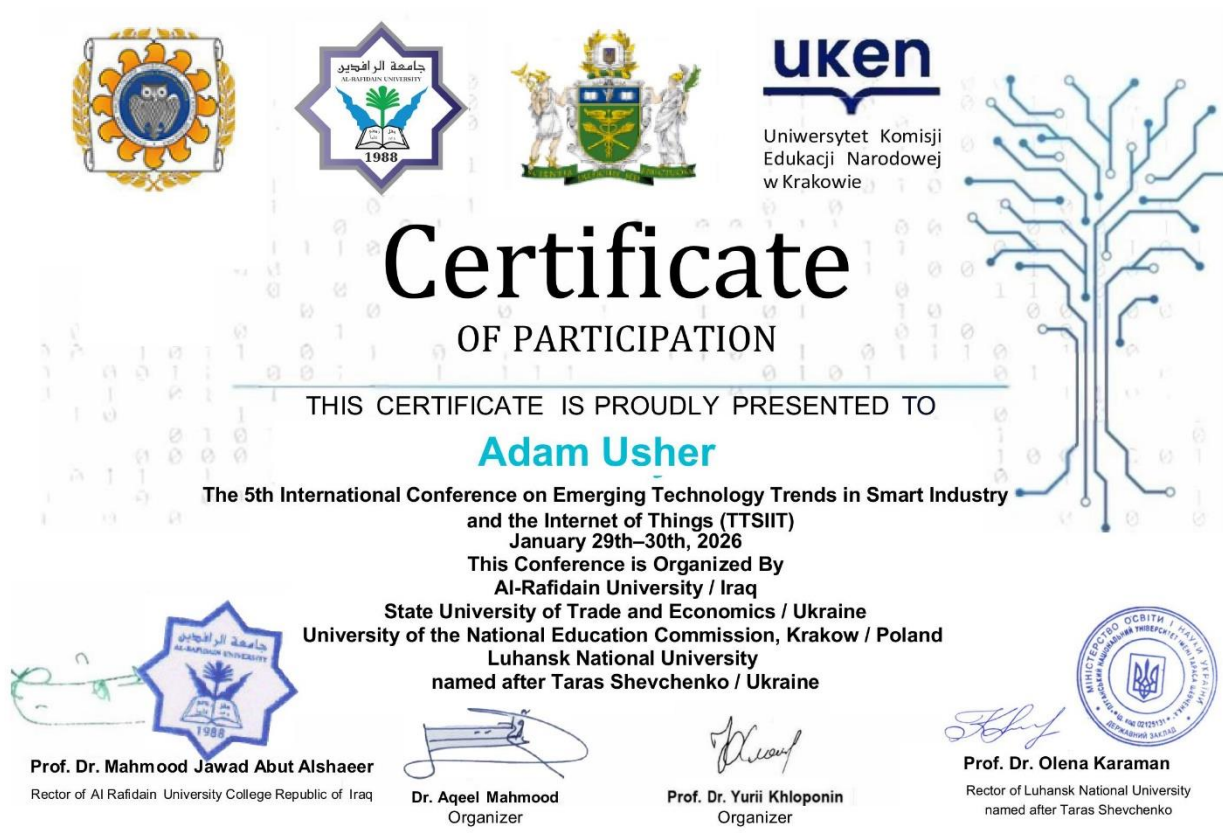 جامعة الرافدين
AL-RAFIDAIN UNIVERSITY
1988
uken
Uniwersytet Komisji
Edukacji Narodowej
w Krakowie
Certificate
OF PARTICIPATION
THIS CERTIFICATE IS PROUDLY PRESENTED TO
Adam Usher
The 5th International Conference on Emerging Technology Trends in Smart Industry
and the Internet of Things (TTSIIT)
January 29th–30th, 2026
This Conference is Organized By
Al-Rafidain University / Iraq
State University of Trade and Economics / Ukraine
University of the National Education Commission, Krakow / Poland
Luhansk National University
named after Taras Shevchenko / Ukraine
جامعة الرافدين
AL-RAFIDAIN UNIVERSITY
1988
Prof. Dr. Mahmood Jawad Abut Alshaeer
Rector of Al Rafidain University College Republic of Iraq
Dr. Aqeel Mahmood
Organizer
Prof. Dr. Yurii Khloponin
Organizer
МІНІСТЕРСТВО ОСВІТИ І НАУКИ УКРАЇНИ
ДЕРЖАВНИЙ ЗАКЛАД
Prof. Dr. Olena Karaman
Rector of Luhansk National University
named after Taras Shevchenko